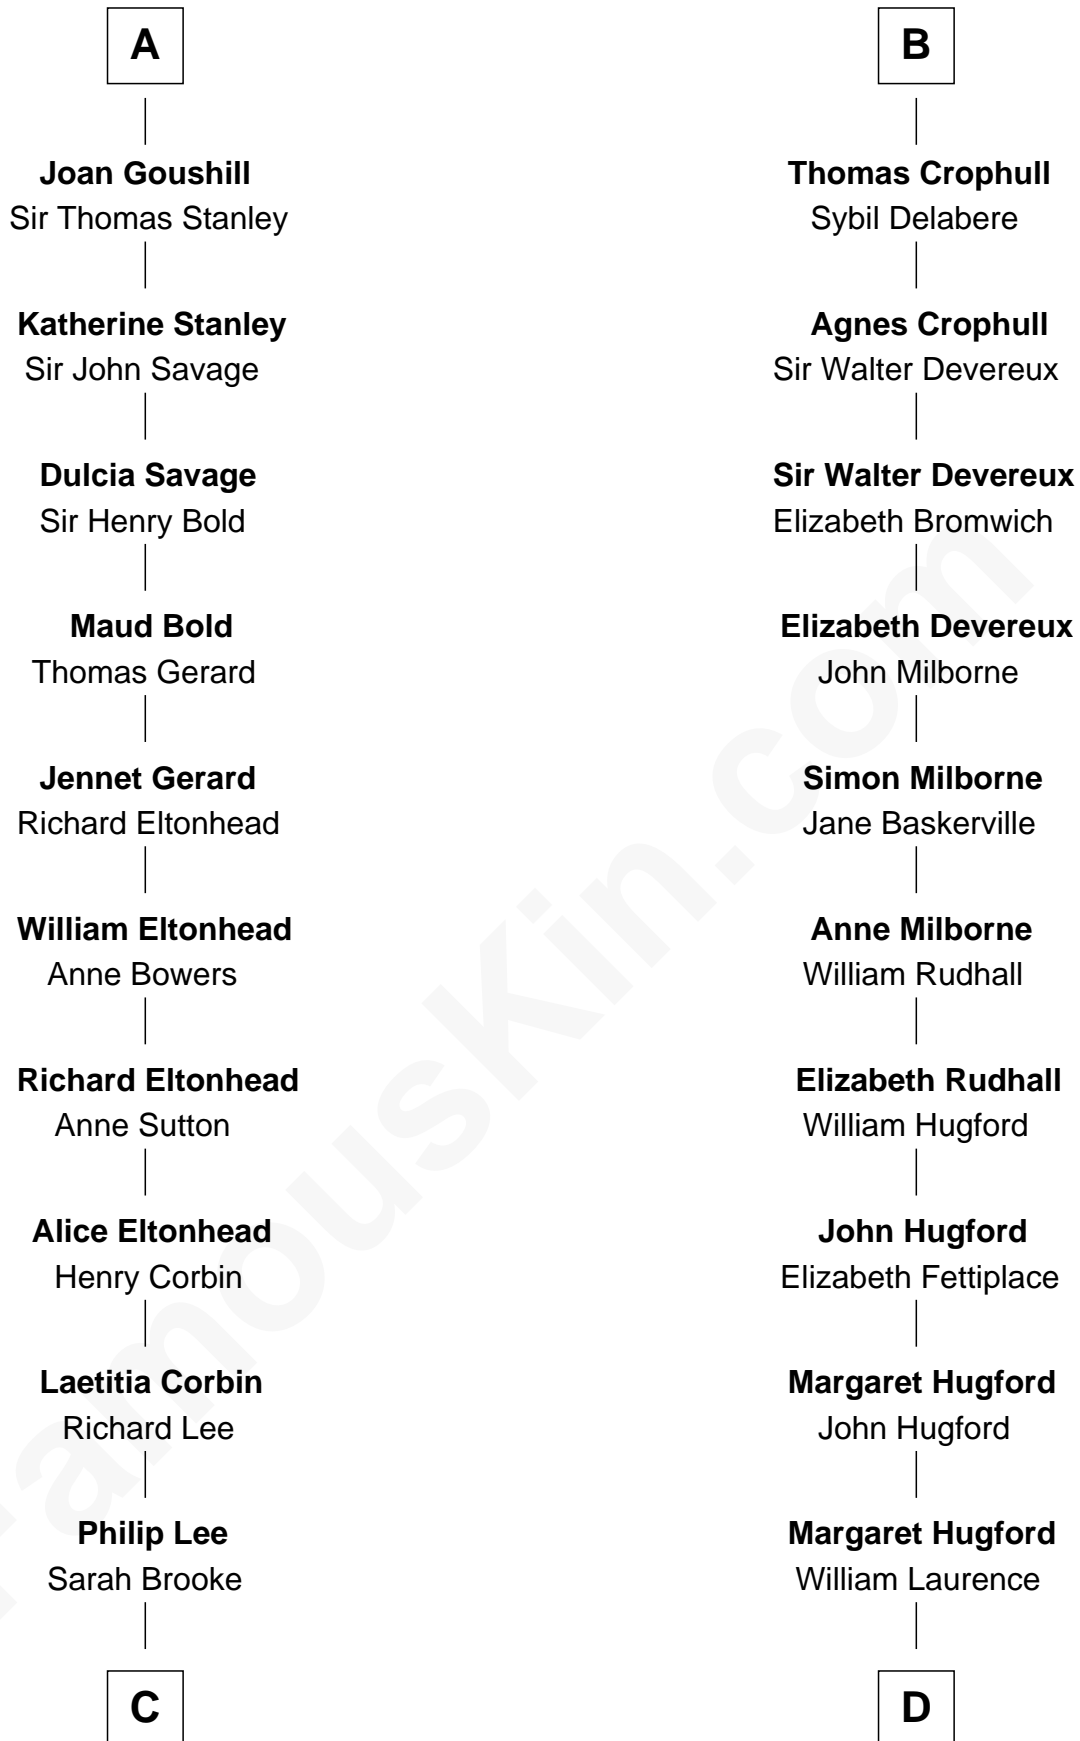 A
Joan Goushill
Sir Thomas Stanley
Katherine Stanley
Sir John Savage
Dulcia Savage
Sir Henry Bold
Maud Bold
Thomas Gerard
Jennet Gerard
Richard Eltonhead
William Eltonhead
Anne Bowers
Richard Eltonhead
Anne Sutton
Alice Eltonhead
Henry Corbin
Laetitia Corbin
Richard Lee
Philip Lee
Sarah Brooke
C
B
Thomas Crophull
Sybil Delabere
Agnes Crophull
Sir Walter Devereux
Sir Walter Devereux
Elizabeth Bromwich
Elizabeth Devereux
John Milborne
Simon Milborne
Jane Baskerville
Anne Milborne
William Rudhall
Elizabeth Rudhall
William Hugford
John Hugford
Elizabeth Fettiplace
Margaret Hugford
John Hugford
Margaret Hugford
William Laurence
D
FamousKin.com